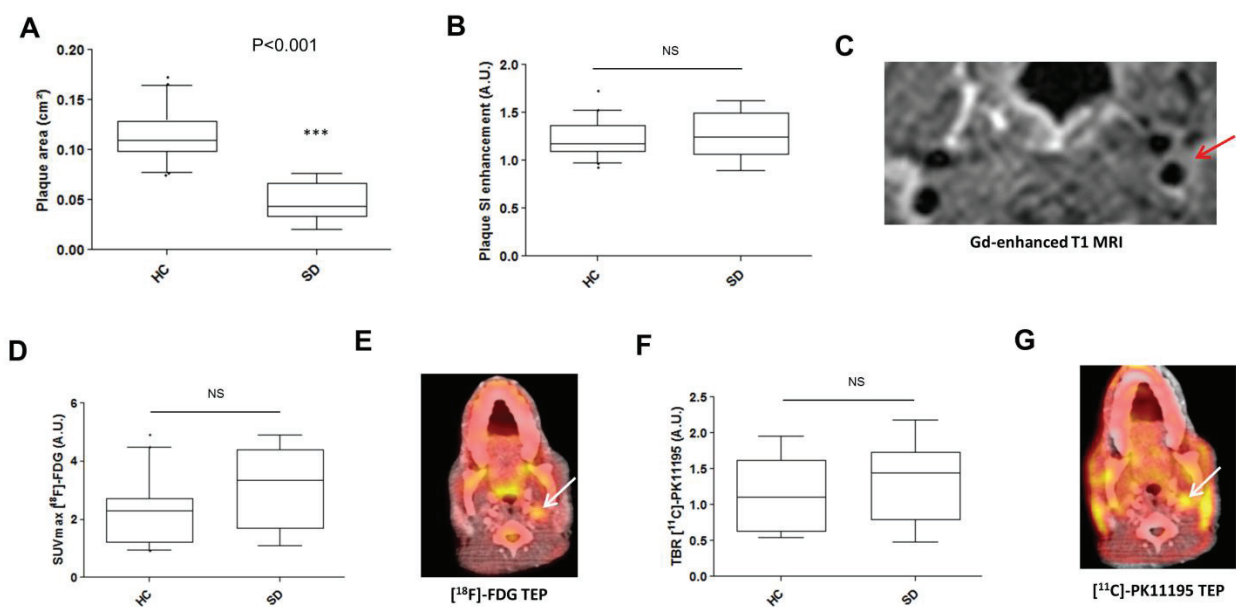 A
P<0.001
0.20
0.15
0.10
0.05
0.00
Plaque area (cm²)
***
HC
SD
B
NS
2.0
1.5
1.0
0.5
0.0
Plaque SI enhancement (A.U.)
HC
SD
C
Gd-enhanced T1 MRI
D
NS
6
4
2
0
SUVmax [¹⁸F]-FDG (A.U.)
HC
SD
E
[¹⁸F]-FDG TEP
F
NS
2.5
2.0
1.5
1.0
0.5
0.0
TBR [¹¹C]-PK11195 (A.U.)
HC
SD
G
[¹¹C]-PK11195 TEP